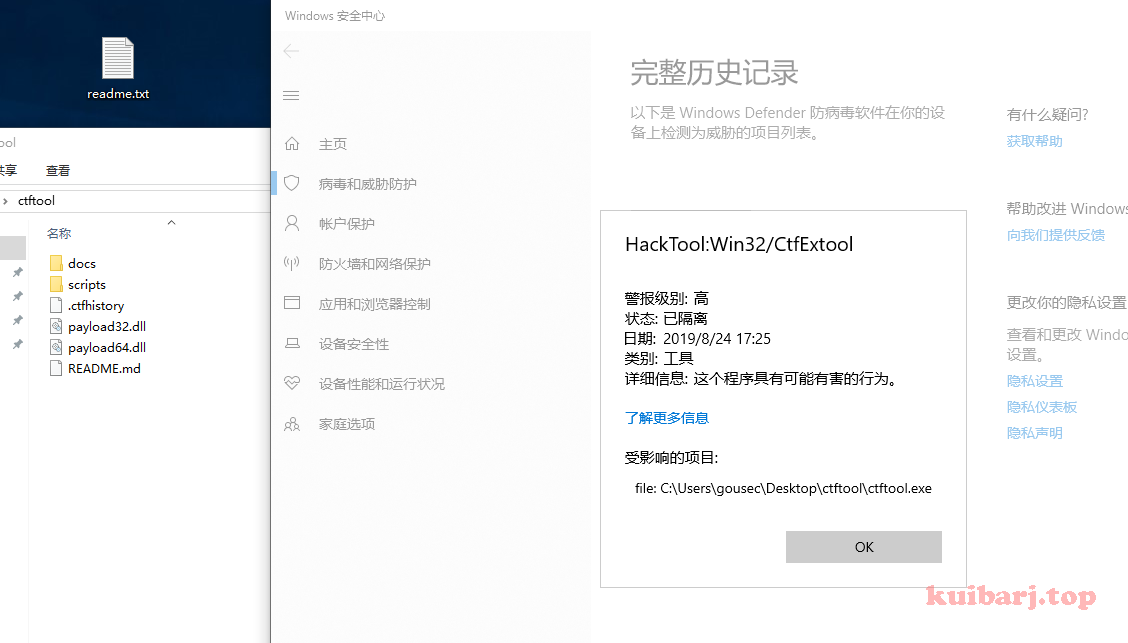 readme.txt
ool
共享
查看
ctftool
名称
docs
scripts
.ctfhistory
payload32.dll
payload64.dll
README.md
Windows 安全中心
主页
病毒和威胁防护
帐户保护
防火墙和网络保护
应用和浏览器控制
设备安全性
设备性能和运行状况
家庭选项
完整历史记录
以下是 Windows Defender 防病毒软件在你的设
备上检测为威胁的项目列表。
HackTool:Win32/CtfExtool
警报级别: 高
状态: 已隔离
日期: 2019/8/24 17:25
类别: 工具
详细信息: 这个程序具有可能有害的行为。
了解更多信息
受影响的项目:
file: C:\Users\gousec\Desktop\ctftool\ctftool.exe
OK
有什么疑问?
获取帮助
帮助改进 Windows
向我们提供反馈
更改你的隐私设置
查看和更改 Windo
设置。
隐私设置
隐私仪表板
隐私声明
kuibarj.top